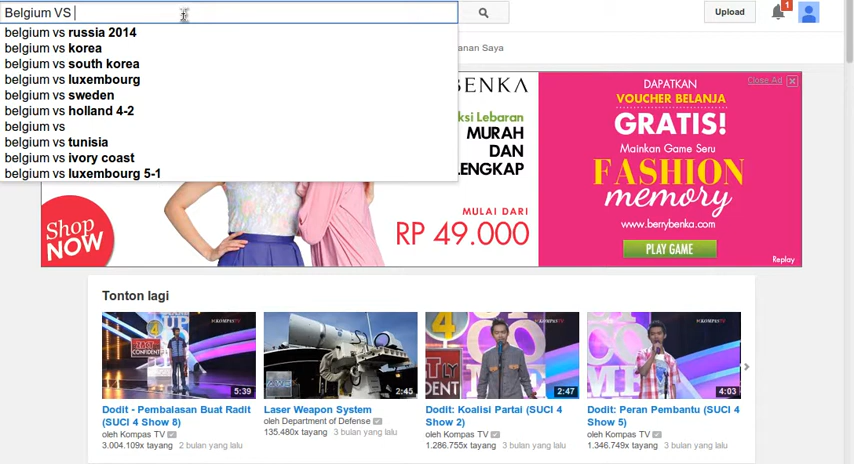 Belgium VS
Upload
1
belgium vs russia 2014
belgium vs korea
belgium vs south korea
belgium vs luxembourg
belgium vs sweden
belgium vs holland 4-2
belgium vs
belgium vs tunisia
belgium vs ivory coast
belgium vs luxembourg 5-1
anan Saya
BENKA
ksi Lebaran
MURAH
DAN
ENGKAP
MULAI DARI
RP 49.000
Shop
NOW
Close Ad
DAPATKAN
VOUCHER BELANJA
GRATIS!
Mainkan Game Seru
FASHION
memory
www.berrybenka.com
PLAY GAME
Replay
Tonton lagi
5:39
2:45
2:47
4:03
Dodit - Pembalasan Buat Radit
(SUCI 4 Show 8)
oleh Kompas TV
3.004.109x tayang 2 bulan yang lalu
Laser Weapon System
oleh Department of Defense
135.480x tayang 3 bulan yang lalu
Dodit: Koalisi Partai (SUCI 4
Show 2)
oleh Kompas TV
1.286.755x tayang 3 bulan yang lalu
Dodit: Peran Pembantu (SUCI 4
Show 5)
oleh Kompas TV
1.346.749x tayang 3 bulan yang lalu